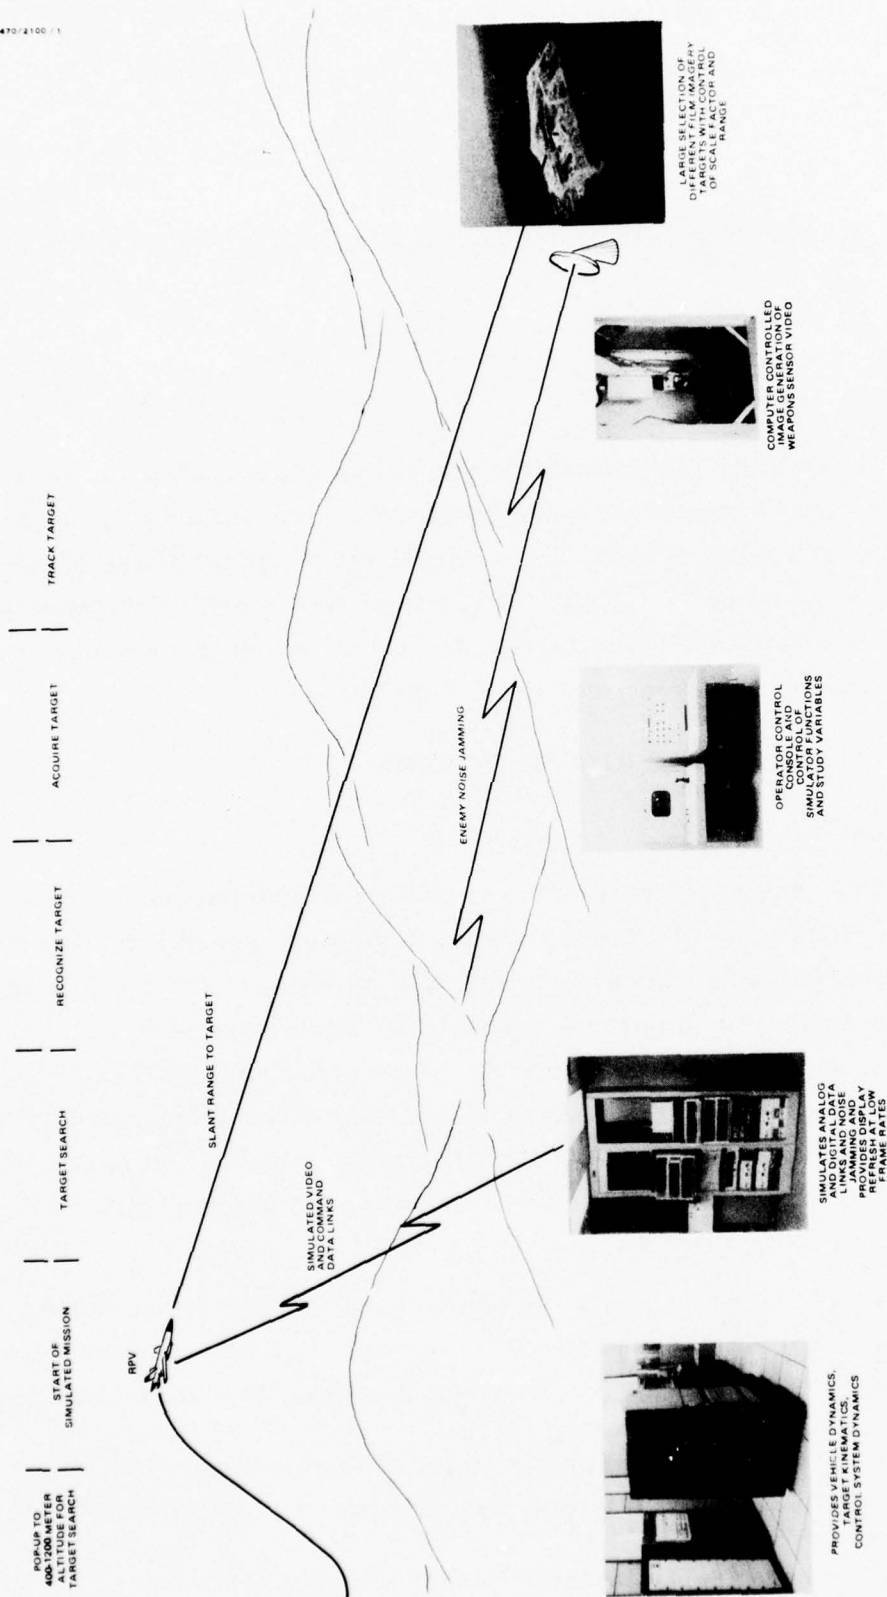 470/2100/1
POP-UP TO
400-1200 METER
ALTITUDE FOR
TARGET SEARCH
START OF
SIMULATED MISSION
TARGET SEARCH
RECOGNIZE TARGET
ACQUIRE TARGET
TRACK TARGET
RPV
SLANT RANGE TO TARGET
SIMULATED VIDEO
AND COMMAND
DATA LINKS
ENEMY NOISE JAMMING
PROVIDES VEHICLE DYNAMICS,
TARGET KINEMATICS,
CONTROL SYSTEM DYNAMICS
SIMULATES ANALOG
AND DIGITAL DATA
LINKS AND NOISE
JAMMING AND
PROVIDES DISPLAY
REFRESH AT LOW
FRAME RATES
OPERATOR CONTROL
CONSOLE AND
CONTROL OF
SIMULATOR FUNCTIONS
AND STUDY VARIABLES
COMPUTER CONTROLLED
IMAGE GENERATION OF
WEAPONS SENSOR VIDEO
LARGE SELECTION OF
DIFFERENT FILM IMAGERY
TARGETS WITH CONTROL
OF SCALE FACTOR AND
RANGE